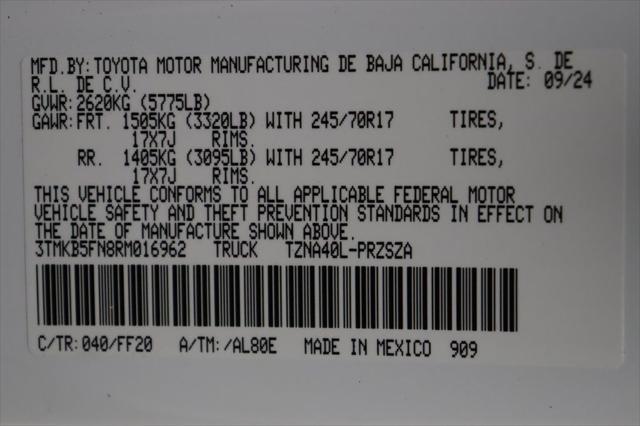 MFD.BY:TOYOTA MOTOR MANUFACTURING DE BAJA CALIFORNIA, S. DE
R.L. DE C.V. DATE: 09/24
GVWR:2620KG (5775LB)
GAWR:FRT. 1505KG (3320LB) WITH 245/70R17 TIRES,
17X7J RIMS.
RR. 1405KG (3095LB) WITH 245/70R17 TIRES,
17X7J RIMS.
THIS VEHICLE CONFORMS TO ALL APPLICABLE FEDERAL MOTOR
VEHICLE SAFETY AND THEFT PREVENTION STANDARDS IN EFFECT ON
THE DATE OF MANUFACTURE SHOWN ABOVE.
3TMKB5FN8RM016962 TRUCK TZNA40L-PRZSZA
C/TR:040/FF20 A/TM:/AL80E MADE IN MEXICO 909